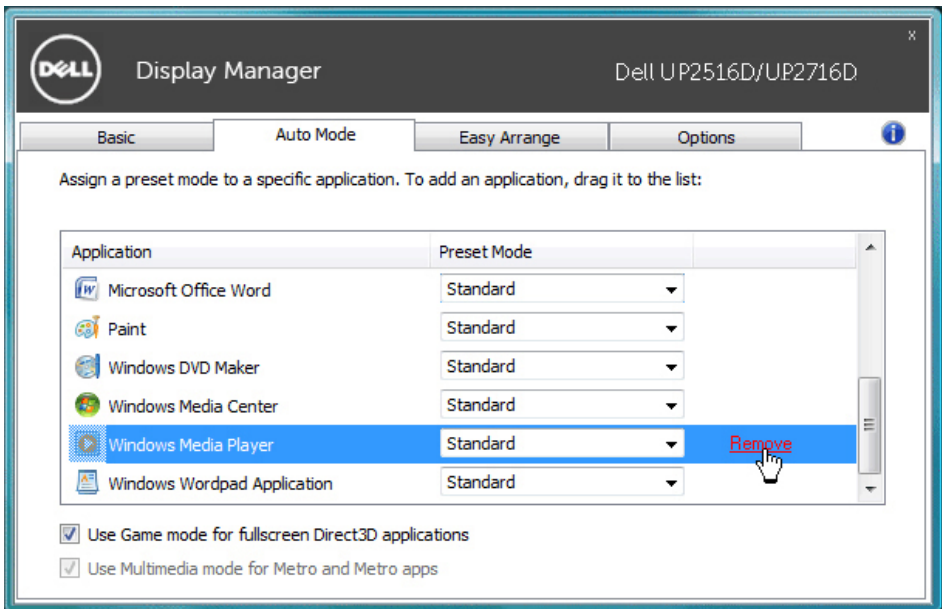 x
DELL Display Manager Dell UP2516D/UP2716D
Basic Auto Mode Easy Arrange Options
Assign a preset mode to a specific application. To add an application, drag it to the list:
Application Preset Mode
Microsoft Office Word Standard
Paint Standard
Windows DVD Maker Standard
Windows Media Center Standard
Windows Media Player Standard Remove
Windows Wordpad Application Standard
Use Game mode for fullscreen Direct3D applications
Use Multimedia mode for Metro and Metro apps